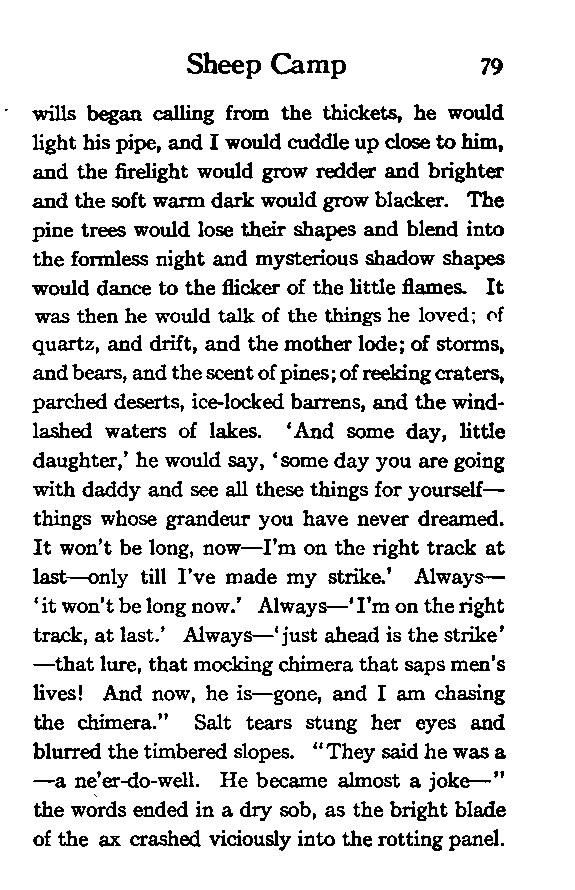 Sheep Camp 79
wills began calling from the thickets, he would
light his pipe, and I would cuddle up close to him,
and the firelight would grow redder and brighter
and the soft warm dark would grow blacker. The
pine trees would lose their shapes and blend into
the formless night and mysterious shadow shapes
would dance to the flicker of the little flames. It
was then he would talk of the things he loved; of
quartz, and drift, and the mother lode; of storms,
and bears, and the scent of pines; of reeking craters,
parched deserts, ice-locked barrens, and the wind-
lashed waters of lakes. ‘And some day, little
daughter,’ he would say, ‘some day you are going
with daddy and see all these things for yourself—
things whose grandeur you have never dreamed.
It won't be long, now—I'm on the right track at
last—only till I've made my strike.’ Always—
‘it won't be long now.’ Always—‘I'm on the right
track, at last.’ Always—‘just ahead is the strike’
—that lure, that mocking chimera that saps men's
lives! And now, he is—gone, and I am chasing
the chimera.” Salt tears stung her eyes and
blurred the timbered slopes. “They said he was a
—a ne'er-do-well. He became almost a joke—”
the words ended in a dry sob, as the bright blade
of the ax crashed viciously into the rotting panel.